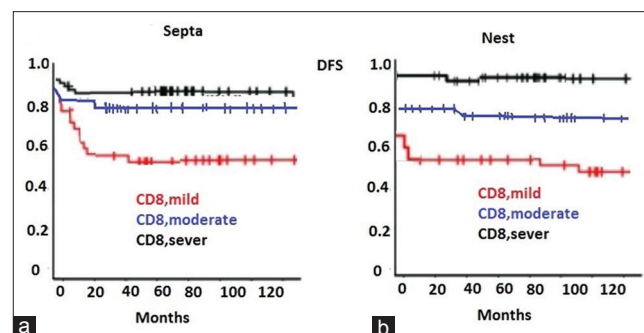 Septa
1.0
0.8
0.6
0.4
0.2
0
CD8,mild
CD8,moderate
CD8,sever
0 20 40 60 80 100 120
Months
a
DFS
Nest
1.0
0.8
0.6
0.4
0.2
0
CD8,mild
CD8,moderate
CD8,sever
0 20 40 60 80 100 120
Months
b